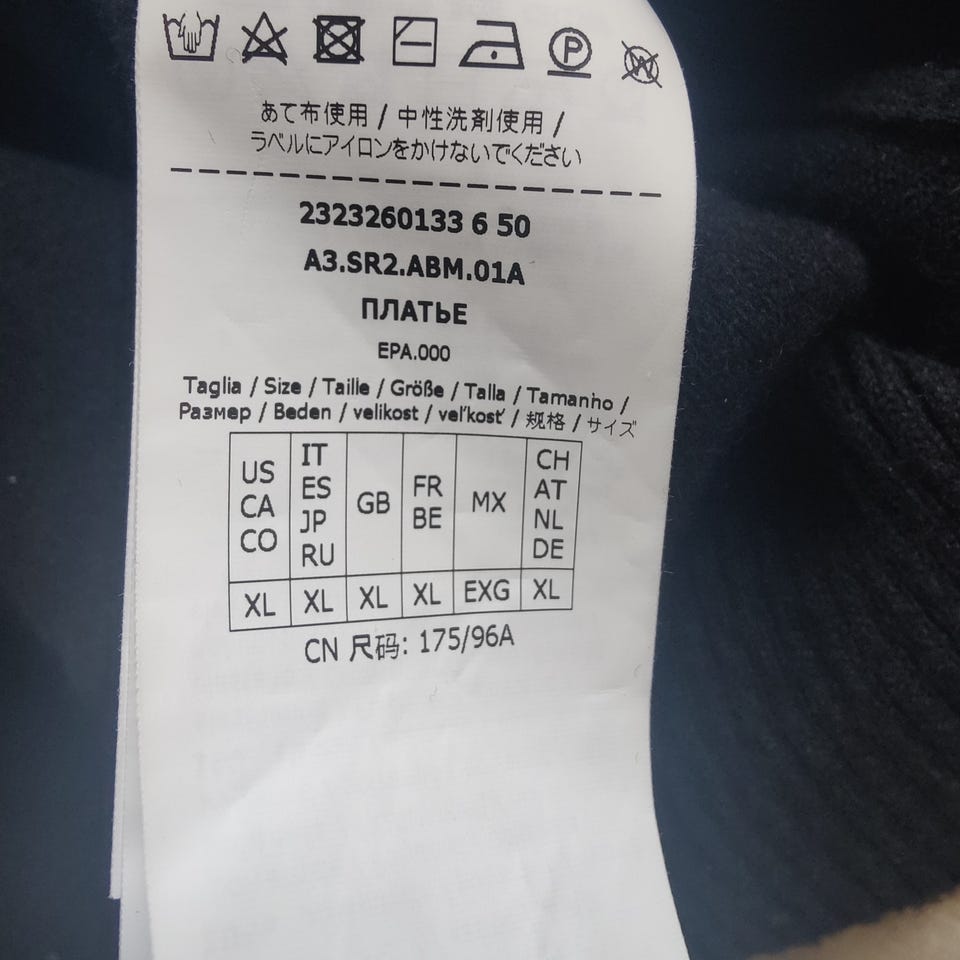 P W
あて布使用 / 中性洗剤使用 /
ラベルにアイロンをかけないでください
2323260133 6 50
A3.SR2.ABM.01A
ПЛАТЬЕ
EPA.000
Taglia / Size / Taille / Größe / Talla / Tamanho /
Размер / Beden / velikost / veľkosť / 规格 / サイズ
US CA CO IT ES JP RU GB FR BE MX CH AT NL DE
XL XL XL XL EXG XL
CN 尺码: 175/96A